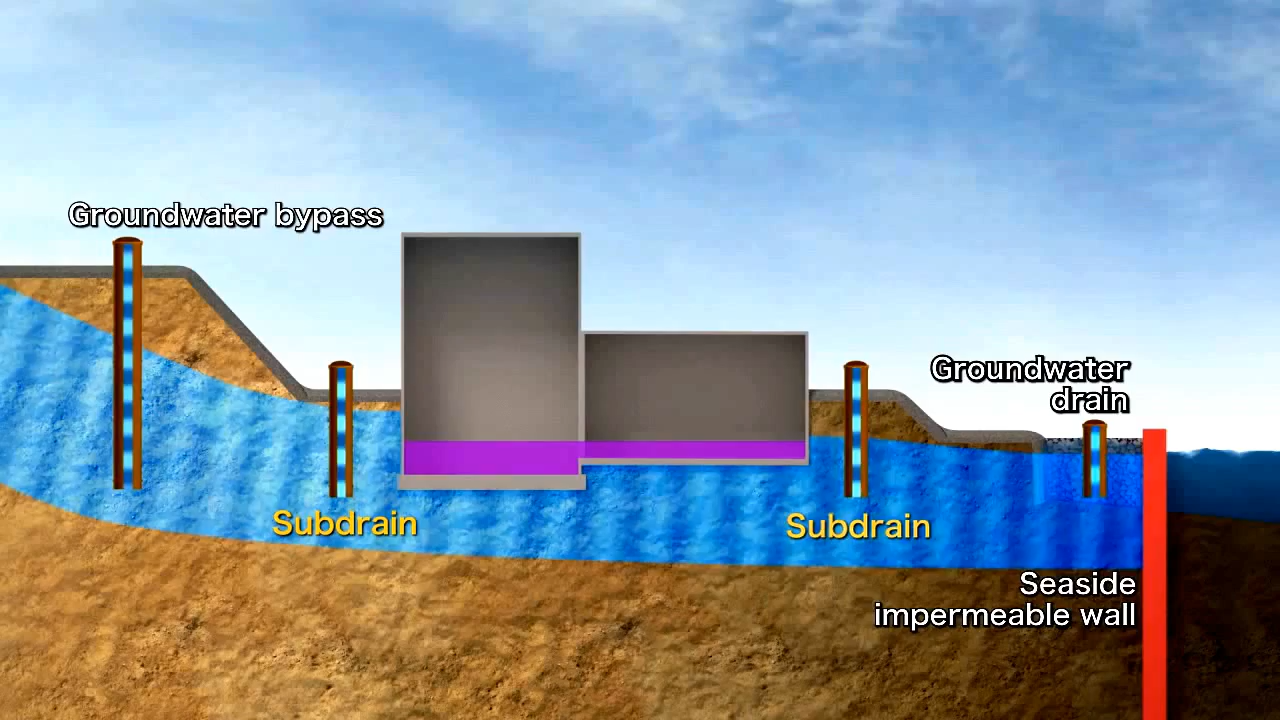 Groundwater bypass
Groundwater
drain
Subdrain
Subdrain
Seaside
impermeable wall